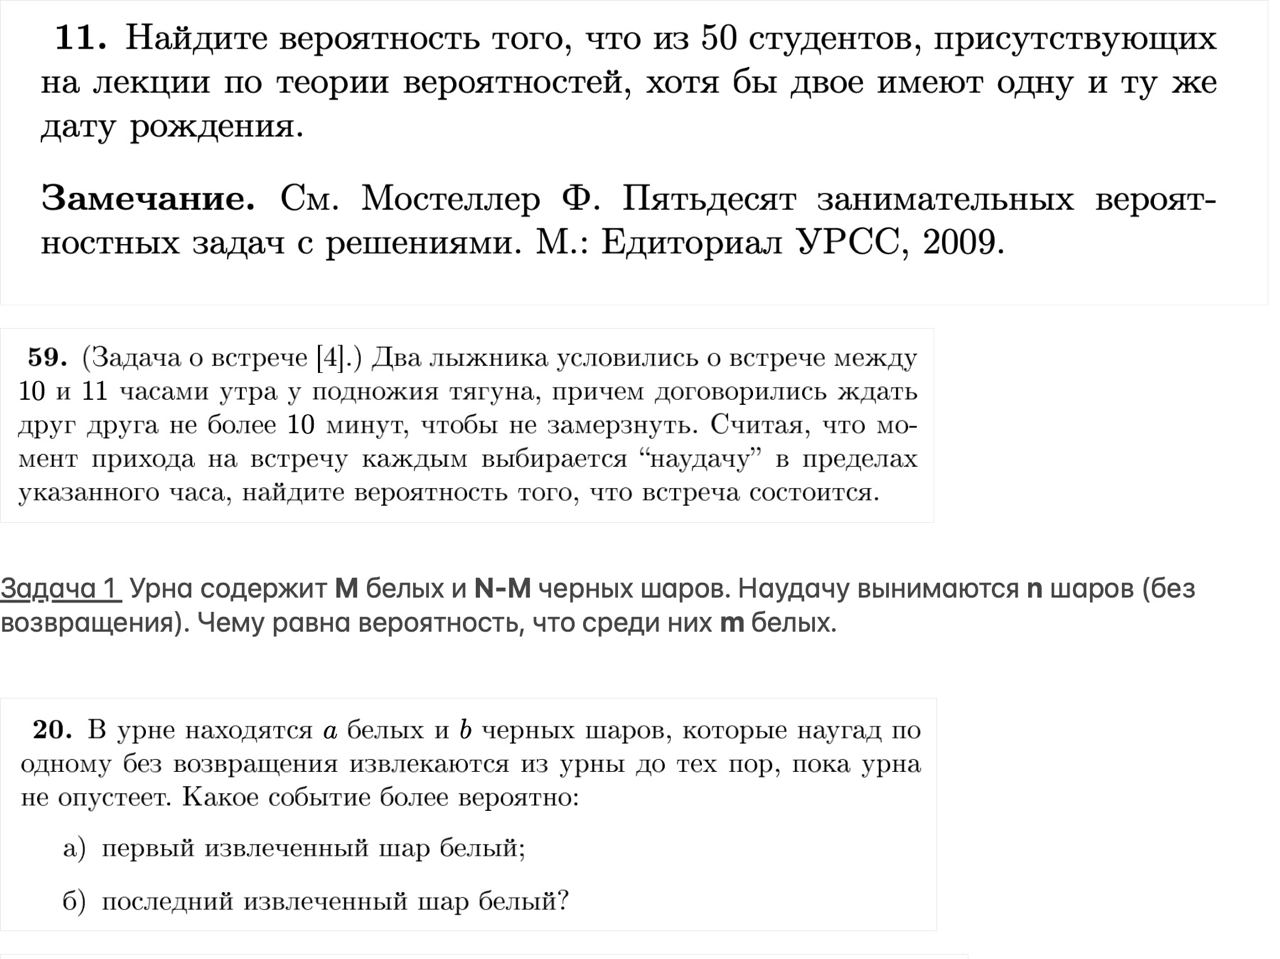 11. Найдите вероятность того, что из 50 студентов, присутствующих
на лекции по теории вероятностей, хотя бы двое имеют одну и ту же
дату рождения.
Замечание. См. Мостеллер Ф. Пятьдесят занимательных вероят-
ностных задач с решениями. М.: Едиториал УРСС, 2009.
59. (Задача о встрече [4].) Два лыжника условились о встрече между
10 и 11 часами утра у подножия тягуна, причем договорились ждать
друг друга не более 10 минут, чтобы не замерзнуть. Считая, что мо-
мент прихода на встречу каждым выбирается “наудачу” в пределах
указанного часа, найдите вероятность того, что встреча состоится.
Задача 1 Урна содержит M белых и N-M черных шаров. Наудачу вынимаются n шаров (без
возвращения). Чему равна вероятность, что среди них m белых.
20. В урне находятся a белых и b черных шаров, которые наугад по
одному без возвращения извлекаются из урны до тех пор, пока урна
не опустеет. Какое событие более вероятно:
а) первый извлеченный шар белый;
б) последний извлеченный шар белый?